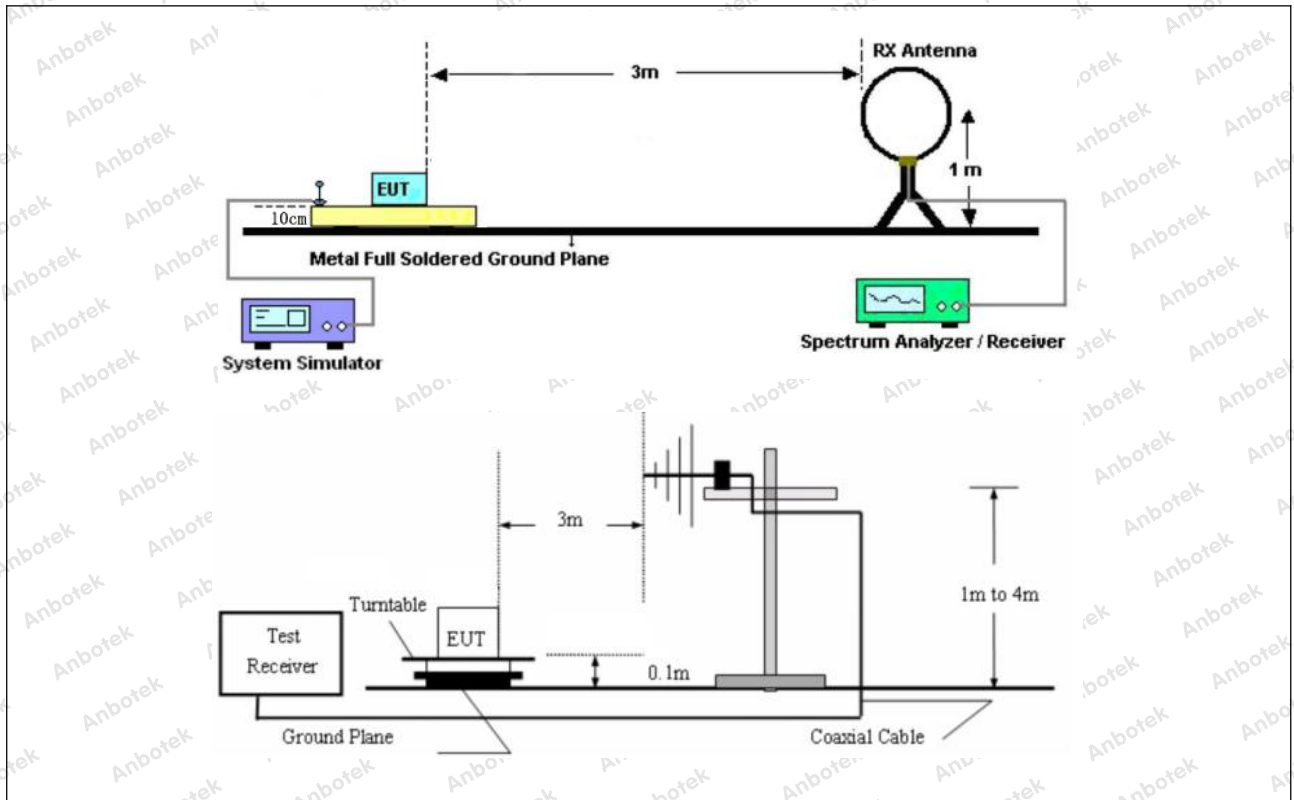 RX Antenna
3m
1 m
EUT
10cm
Metal Full Soldered Ground Plane
System Simulator
Spectrum Analyzer / Receiver
3m
1m to 4m
Turntable
EUT
Test
Receiver
0.1m
Ground Plane
Coaxial Cable
Anbotek